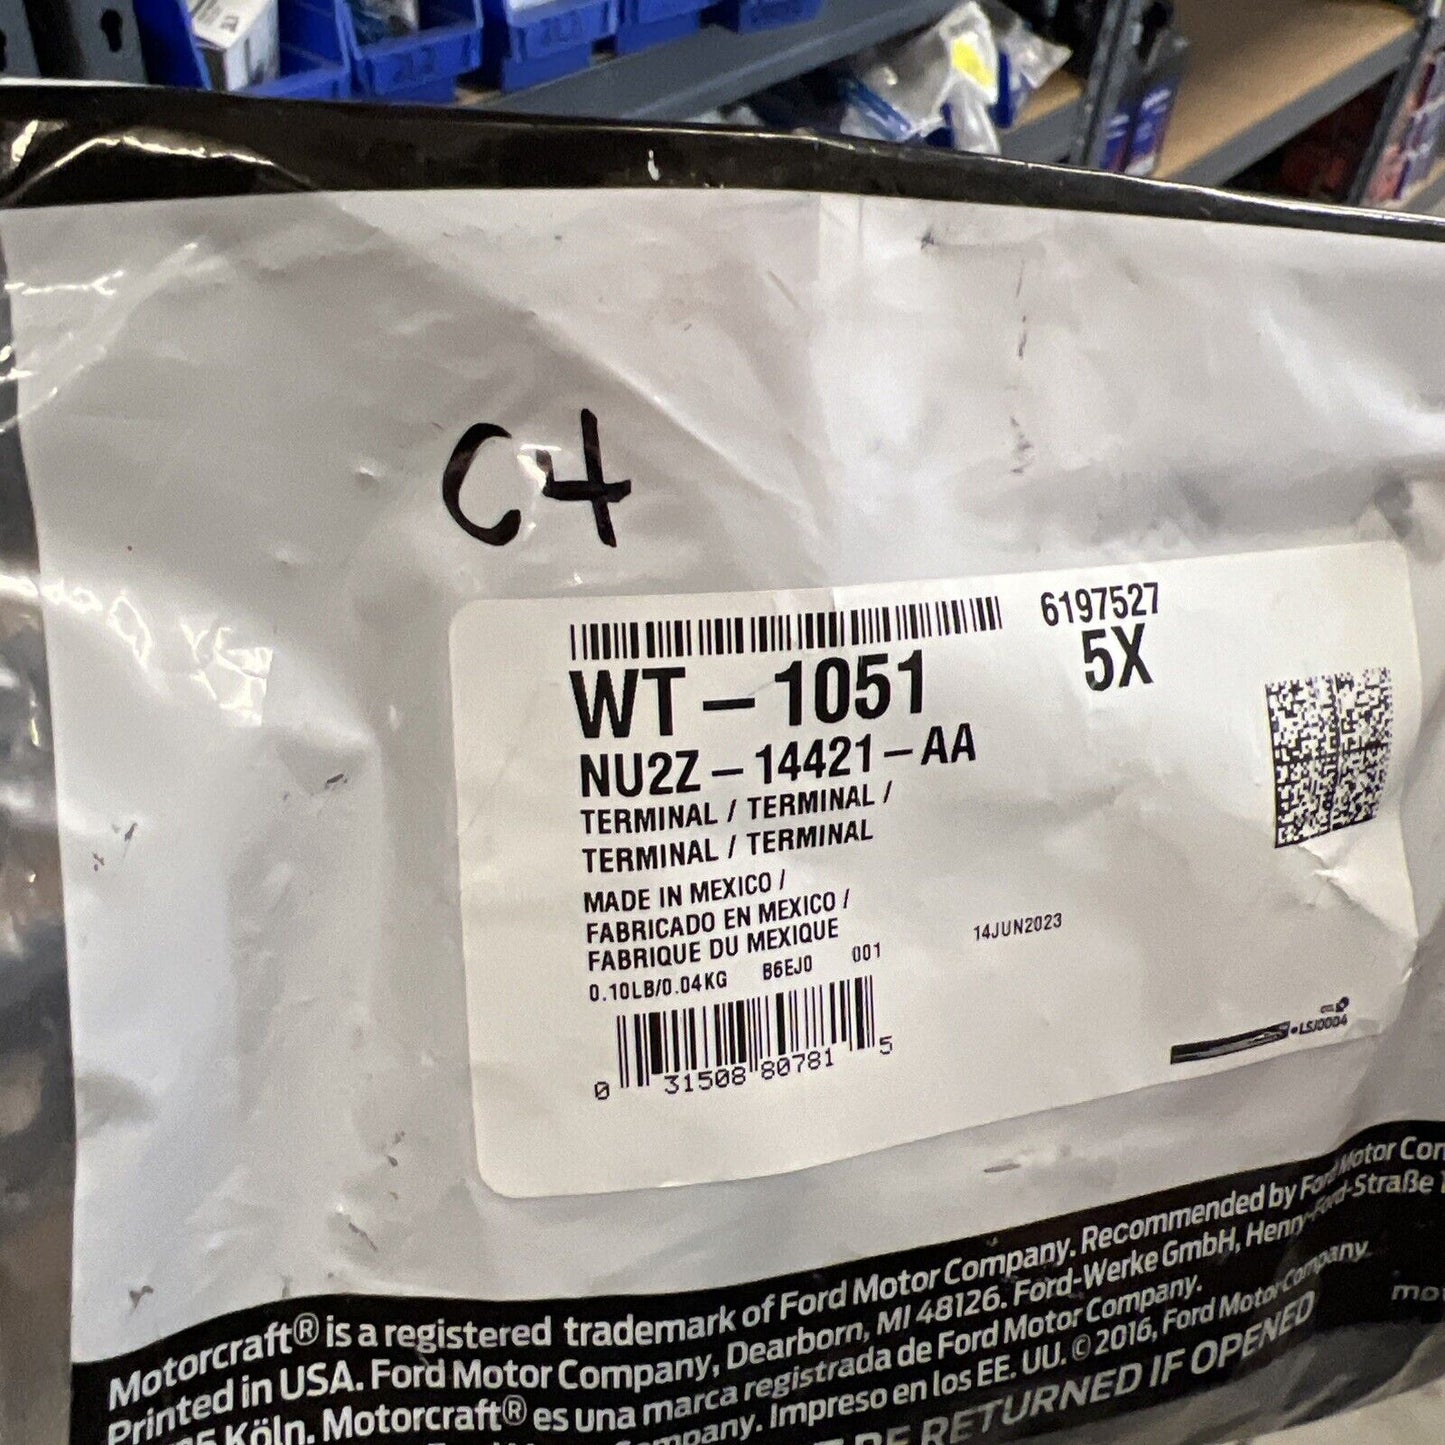 C4
6197527
WT-1051
5X
NU2Z-14421-AA
TERMINAL / TERMINAL /
TERMINAL / TERMINAL
MADE IN MEXICO /
FABRICADO EN MEXICO /
FABRIQUE DU MEXIQUE
0.10LB/0.04KG B6EJ0 001
14JUN2023
LSJ0004
0 31508 80781 5
Motorcraft® is a registered trademark of Ford Motor Company. Recommended by Ford Motor
Printed in USA. Ford Motor Company, Dearborn, MI 48126. Ford-Werke GmbH, Henry-Ford-Straße
Köln. Motorcraft® es una marca registrada de Ford Motor Company.
Impreso en los EE. UU. © 2016, Ford Motor Company.
BE RETURNED IF OPENED